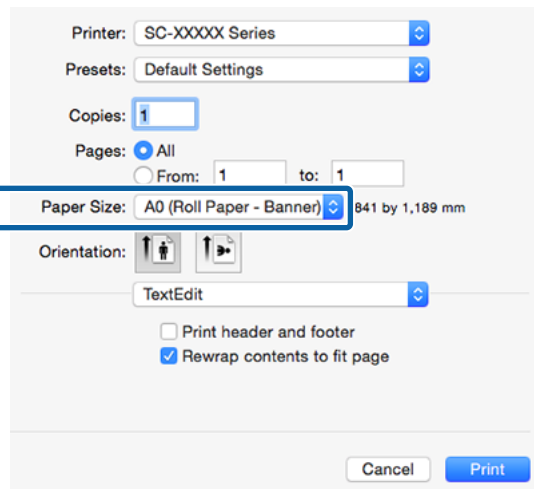 Printer: SC-XXXXX Series
Presets: Default Settings
Copies: 1
Pages: All
From: 1 to: 1
Paper Size: A0 (Roll Paper - Banner) 841 by 1,189 mm
Orientation:
TextEdit
Print header and footer
Rewrap contents to fit page
Cancel Print